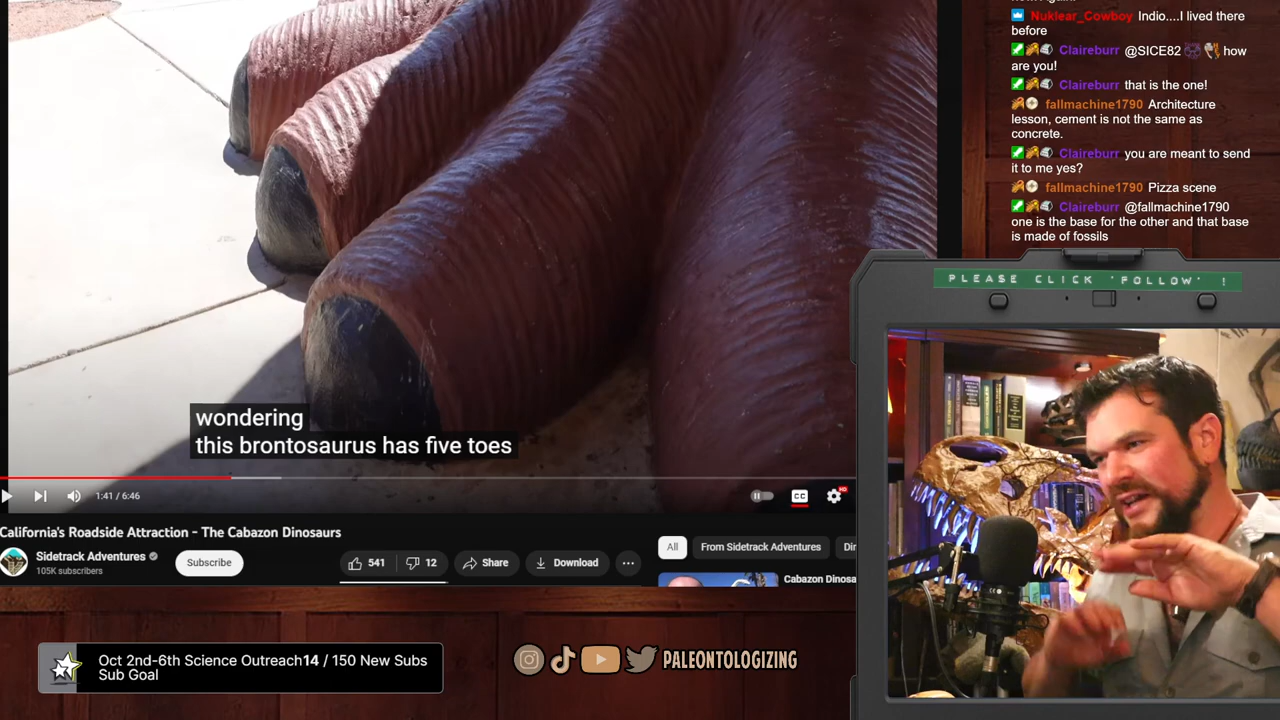 Nuklear_Cowboy Indio....I lived there
before
Claireburr @SICE82 how
are you!
Claireburr that is the one!
fallmachine1790 Architecture
lesson, cement is not the same as
concrete.
Claireburr you are meant to send
it to me yes?
fallmachine1790 Pizza scene
Claireburr @fallmachine1790
one is the base for the other and that base
is made of fossils
PLEASE CLICK 'FOLLOW' !
wondering
this brontosaurus has five toes
1:41 / 6:46
CC
HD
California's Roadside Attraction - The Cabazon Dinosaurs
Sidetrack Adventures
105K subscribers
Subscribe
541
12
Share
Download
All
From Sidetrack Adventures
Cabazon Dinosa
Oct 2nd-6th Science Outreach14 / 150 New Subs
Sub Goal
PALEONTOLOGIZING